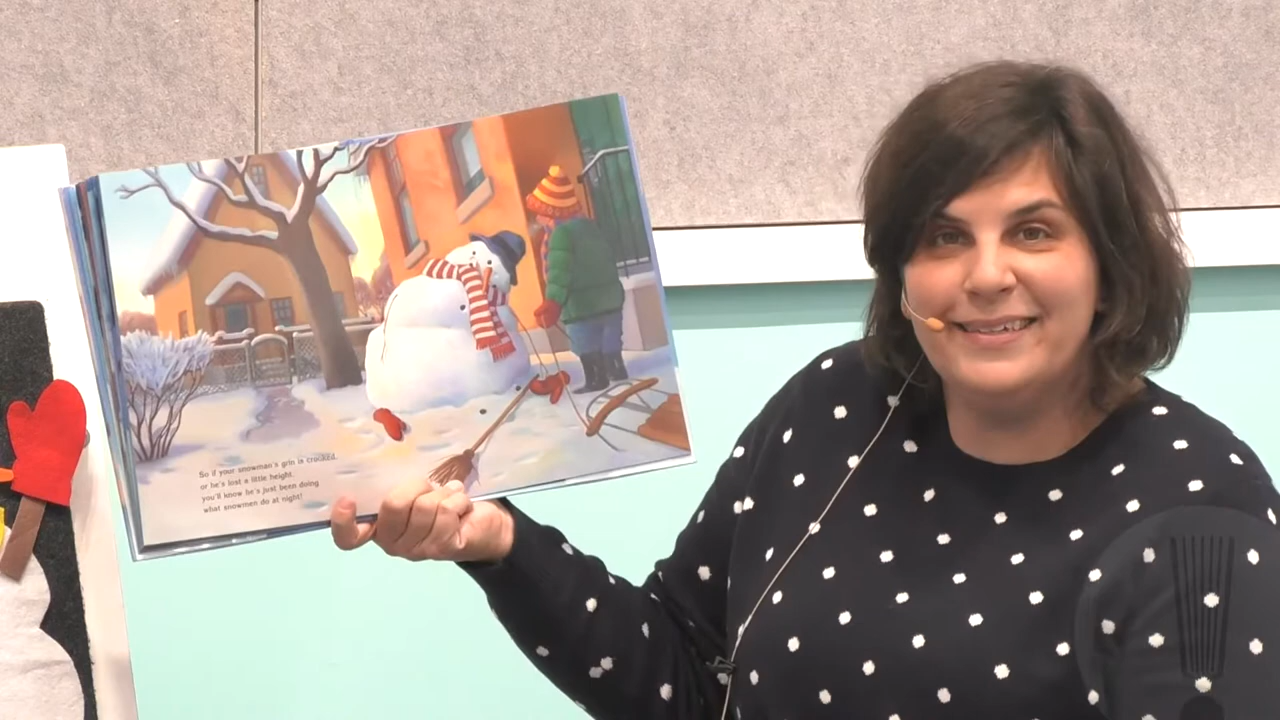 So if your snowman's grin is crooked,
or he's lost a little height,
you'll know he's just been doing
what snowmen do at night!